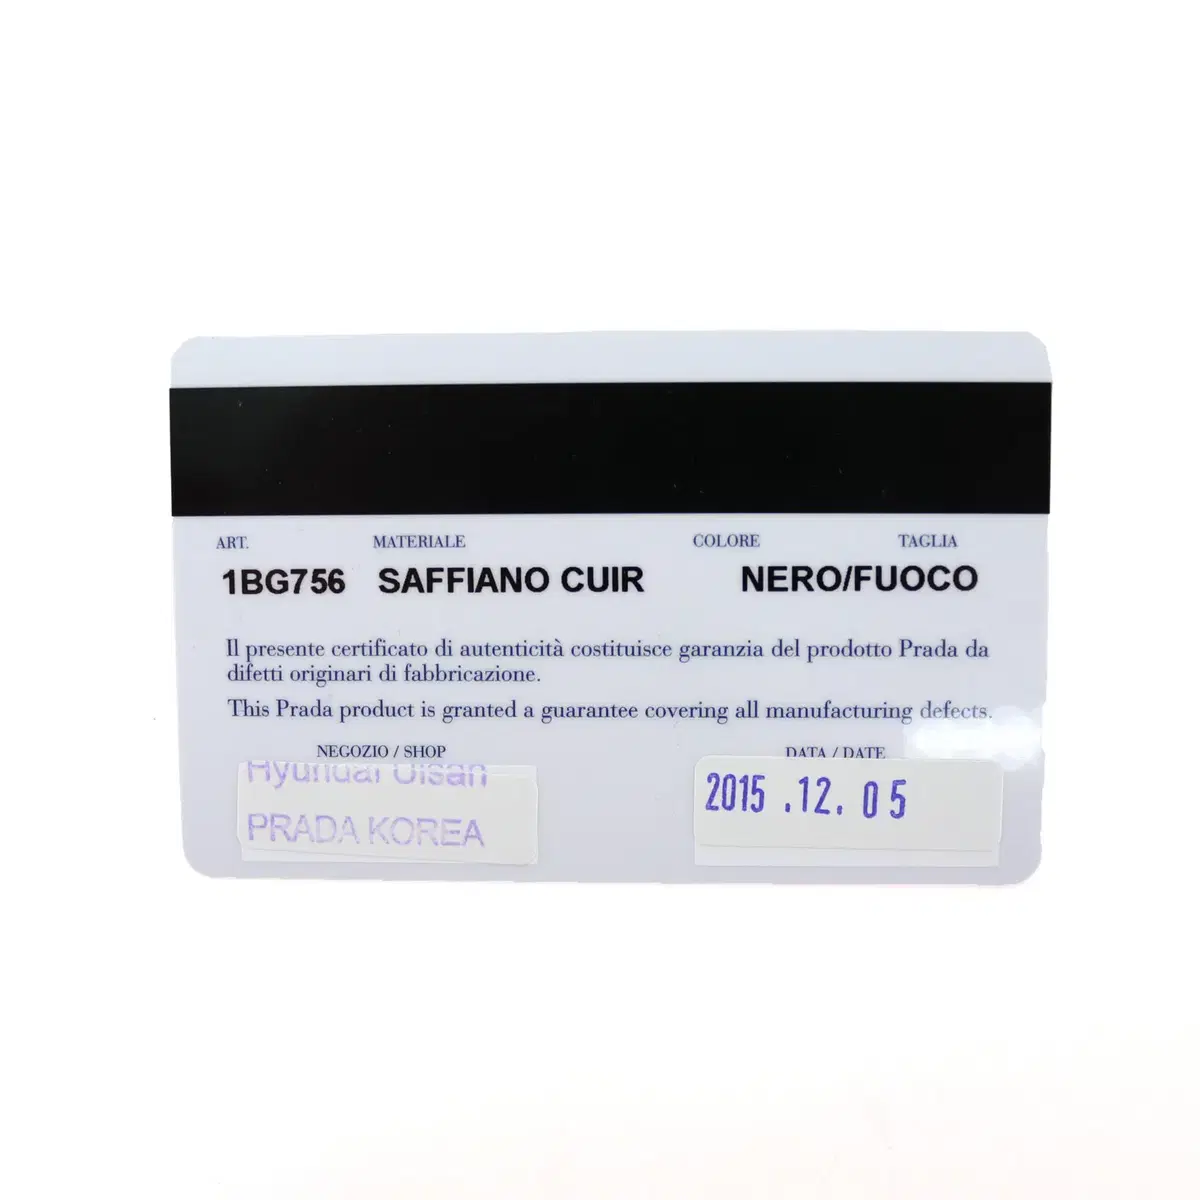 ART. MATERIALE COLORE TAGLIA
1BG756 SAFFIANO CUIR NERO/FUOCO
Il presente certificato di autenticità costituisce garanzia del prodotto Prada da
difetti originari di fabbricazione.
This Prada product is granted a guarantee covering all manufacturing defects.
NEGOZIO / SHOP DATA / DATE
Hyundai Ulsan
PRADA KOREA
2015 .12. 05